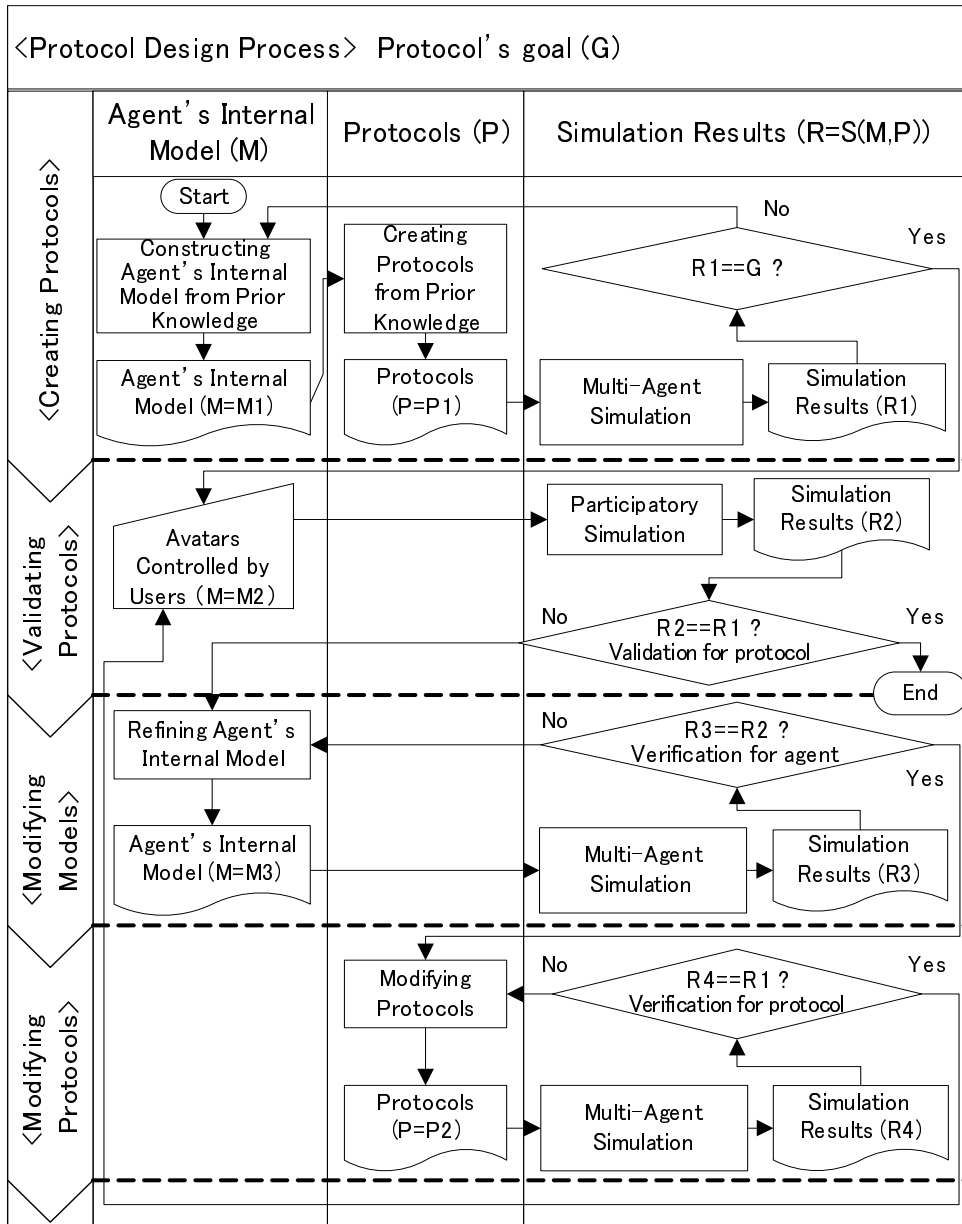 <Protocol Design Process> Protocol's goal (G)
Agent's Internal
Model (M)
Protocols (P)
Simulation Results (R=S(M,P))
<Creating Protocols>
Start
Constructing
Agent's Internal
Model from Prior
Knowledge
Creating
Protocols
from Prior
Knowledge
No
Yes
R1==G ?
Agent's Internal
Model (M=M1)
Protocols
(P=P1)
Multi-Agent
Simulation
Simulation
Results (R1)
<Validating
Protocols>
Avatars
Controlled by
Users (M=M2)
Participatory
Simulation
Simulation
Results (R2)
No
Yes
R2==R1 ?
Validation for protocol
End
<Modifying
Models>
Refining Agent's
Internal Model
No
R3==R2 ?
Verification for agent
Yes
Agent's Internal
Model (M=M3)
Multi-Agent
Simulation
Simulation
Results (R3)
<Modifying
Protocols>
Modifying
Protocols
No
Yes
R4==R1 ?
Verification for protocol
Protocols
(P=P2)
Multi-Agent
Simulation
Simulation
Results (R4)